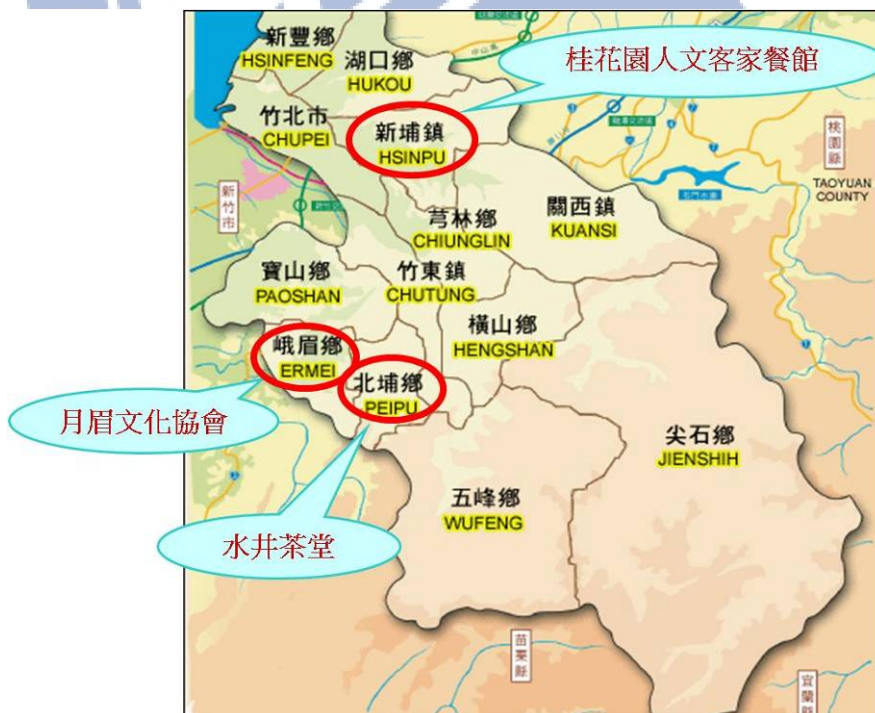 新豐鄉
HSINFENG
湖口鄉
HUKOU
桂花園人文客家餐館
竹北市
CHUPEI
新埔鎮
HSINPU
桃園縣
TAOYUAN
COUNTY
新竹市
芎林鄉
CHIUNGLIN
關西鎮
KUANSI
寶山鄉
PAOSHAN
竹東鎮
CHUTUNG
橫山鄉
HENGSHAN
峨眉鄉
ERMEI
北埔鄉
PEIPU
月眉文化協會
尖石鄉
JIENSHIH
五峰鄉
WUFENG
水井茶堂
苗栗縣
宜蘭縣